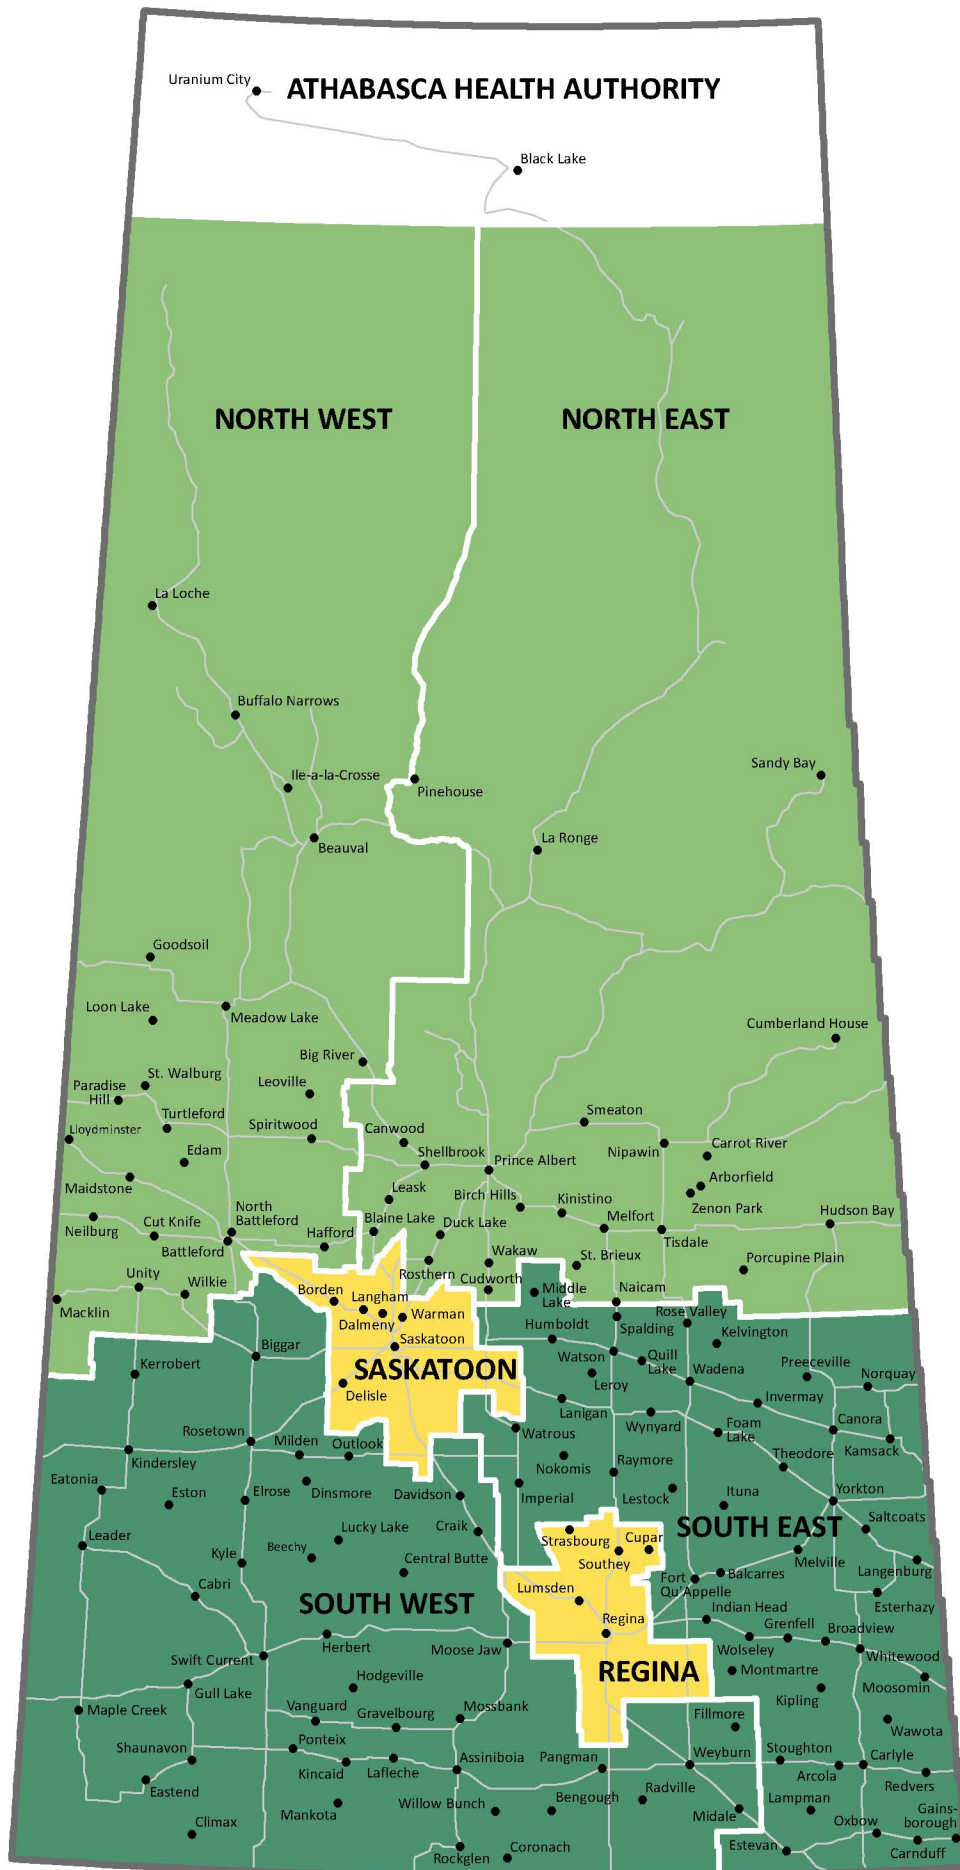 Uranium City
ATHABASCA HEALTH AUTHORITY
Black Lake
NORTH WEST
NORTH EAST
La Loche
Buffalo Narrows
Sandy Bay
Ile-a-la-Crosse
Pinehouse
La Ronge
Beauval
Goodsoil
Loon Lake
Meadow Lake
Cumberland House
Big River
St. Walburg
Leoville
Paradise
Hill
Turtleford
Smeaton
Spiritwood
Canwood
Lloydminster
Nipawin
Carrot River
Edam
Shellbrook
Prince Albert
Arborfield
Maidstone
Leask
Birch Hills
Kinistino
Zenon Park
Neilburg
Cut Knife
North
Battleford
Blaine Lake
Duck Lake
Melfort
Hudson Bay
Battleford
Hafford
Tisdale
Wakaw
St. Brieux
Porcupine Plain
Rosthern
Cudworth
Unity
Wilkie
Borden
Langham
Middle
Lake
Naicam
Macklin
Dalmeny
Warman
Rose Valley
Humboldt
Spalding
Kelvington
Biggar
Saskatoon
Watson
Quill
Lake
Wadena
Preeceville
Kerrobert
SASKATOON
Leroy
Norquay
Delisle
Lanigan
Invermay
Wynyard
Foam
Lake
Canora
Rosetown
Milden
Outlook
Watrous
Kamsack
Kindersley
Nokomis
Raymore
Theodore
Eatonia
Eston
Elrose
Dinsmore
Davidson
Imperial
Lestock
Ituna
Yorkton
Leader
Lucky Lake
Craik
Strasbourg
Cupar
SOUTH EAST
Saltcoats
Kyle
Beechy
Central Butte
Southey
Melville
Langenburg
Cabri
Lumsden
Fort
Qu'Appelle
Balcarres
Esterhazy
SOUTH WEST
Regina
Indian Head
Grenfell
Broadview
Herbert
Moose Jaw
Wolseley
Whitewood
Swift Current
REGINA
Montmartre
Gull Lake
Hodgeville
Kipling
Moosomin
Maple Creek
Vanguard
Gravelbourg
Mossbank
Fillmore
Wawota
Shaunavon
Ponteix
Kincaid
Lafleche
Assiniboia
Pangman
Weyburn
Stoughton
Arcola
Carlyle
Redvers
Eastend
Mankota
Willow Bunch
Bengough
Radville
Midale
Lampman
Gains-
borough
Climax
Oxbow
Rockglen
Coronach
Estevan
Carnduff